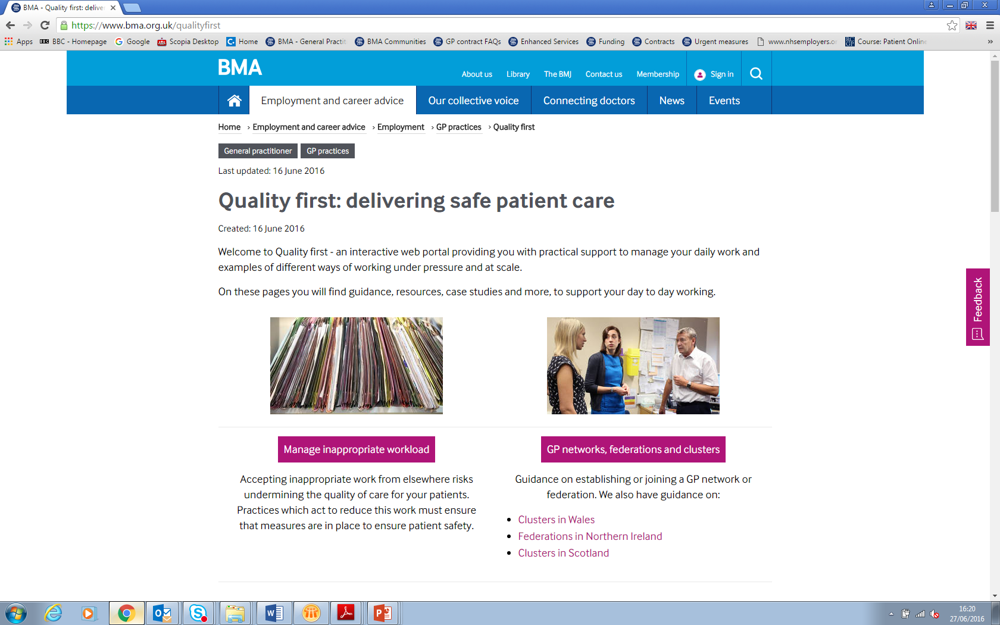 BMA - Quality first: deliver
https://www.bma.org.uk/qualityfirst
Apps BBC - Homepage Google Scopia Desktop Home BMA - General Practit BMA Communities GP contract FAQs Enhanced Services Funding Contracts Urgent measures www.nhsemployers.or Course: Patient Online »
BMA
About us Library The BMJ Contact us Membership Sign in
Employment and career advice Our collective voice Connecting doctors News Events
Home › Employment and career advice › Employment › GP practices › Quality first
General practitioner GP practices
Last updated: 16 June 2016
Quality first: delivering safe patient care
Created: 16 June 2016
Welcome to Quality first - an interactive web portal providing you with practical support to manage your daily work and
examples of different ways of working under pressure and at scale.
On these pages you will find guidance, resources, case studies and more, to support your day to day working.
Feedback
Manage inappropriate workload
Accepting inappropriate work from elsewhere risks
undermining the quality of care for your patients.
Practices which act to reduce this work must ensure
that measures are in place to ensure patient safety.
GP networks, federations and clusters
Guidance on establishing or joining a GP network or
federation. We also have guidance on:
Clusters in Wales
Federations in Northern Ireland
Clusters in Scotland
16:20
27/06/2016